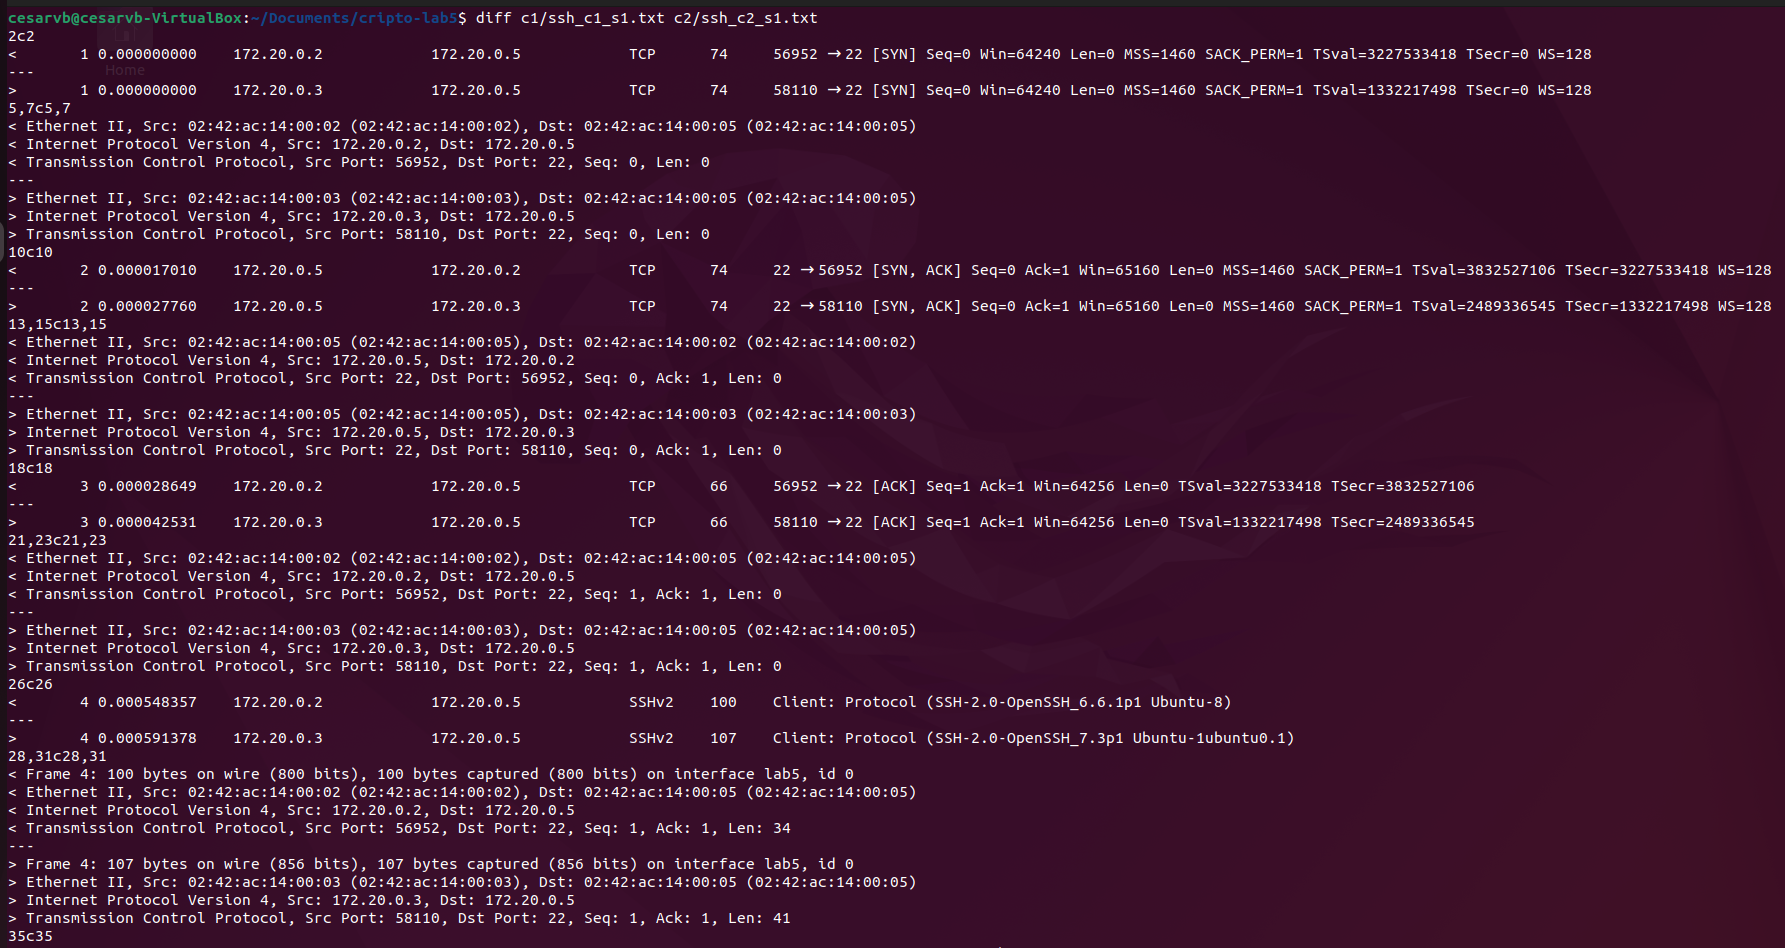 cesarvb@cesarvb-VirtualBox:~/Documents/cripto-lab5$ diff c1/ssh_c1_s1.txt c2/ssh_c2_s1.txt
2c2
< 1 0.000000000 172.20.0.2 172.20.0.5 TCP 74 56952 → 22 [SYN] Seq=0 Win=64240 Len=0 MSS=1460 SACK_PERM=1 TSval=3227533418 TSecr=0 WS=128
--- Home
> 1 0.000000000 172.20.0.3 172.20.0.5 TCP 74 58110 → 22 [SYN] Seq=0 Win=64240 Len=0 MSS=1460 SACK_PERM=1 TSval=1332217498 TSecr=0 WS=128
5,7c5,7
< Ethernet II, Src: 02:42:ac:14:00:02 (02:42:ac:14:00:02), Dst: 02:42:ac:14:00:05 (02:42:ac:14:00:05)
< Internet Protocol Version 4, Src: 172.20.0.2, Dst: 172.20.0.5
< Transmission Control Protocol, Src Port: 56952, Dst Port: 22, Seq: 0, Len: 0
---
> Ethernet II, Src: 02:42:ac:14:00:03 (02:42:ac:14:00:03), Dst: 02:42:ac:14:00:05 (02:42:ac:14:00:05)
> Internet Protocol Version 4, Src: 172.20.0.3, Dst: 172.20.0.5
> Transmission Control Protocol, Src Port: 58110, Dst Port: 22, Seq: 0, Len: 0
10c10
< 2 0.000017010 172.20.0.5 172.20.0.2 TCP 74 22 → 56952 [SYN, ACK] Seq=0 Ack=1 Win=65160 Len=0 MSS=1460 SACK_PERM=1 TSval=3832527106 TSecr=3227533418 WS=128
---
> 2 0.000027760 172.20.0.5 172.20.0.3 TCP 74 22 → 58110 [SYN, ACK] Seq=0 Ack=1 Win=65160 Len=0 MSS=1460 SACK_PERM=1 TSval=2489336545 TSecr=1332217498 WS=128
13,15c13,15
< Ethernet II, Src: 02:42:ac:14:00:05 (02:42:ac:14:00:05), Dst: 02:42:ac:14:00:02 (02:42:ac:14:00:02)
< Internet Protocol Version 4, Src: 172.20.0.5, Dst: 172.20.0.2
< Transmission Control Protocol, Src Port: 22, Dst Port: 56952, Seq: 0, Ack: 1, Len: 0
---
> Ethernet II, Src: 02:42:ac:14:00:05 (02:42:ac:14:00:05), Dst: 02:42:ac:14:00:03 (02:42:ac:14:00:03)
> Internet Protocol Version 4, Src: 172.20.0.5, Dst: 172.20.0.3
> Transmission Control Protocol, Src Port: 22, Dst Port: 58110, Seq: 0, Ack: 1, Len: 0
18c18
< 3 0.000028649 172.20.0.2 172.20.0.5 TCP 66 56952 → 22 [ACK] Seq=1 Ack=1 Win=64256 Len=0 TSval=3227533418 TSecr=3832527106
---
> 3 0.000042531 172.20.0.3 172.20.0.5 TCP 66 58110 → 22 [ACK] Seq=1 Ack=1 Win=64256 Len=0 TSval=1332217498 TSecr=2489336545
21,23c21,23
< Ethernet II, Src: 02:42:ac:14:00:02 (02:42:ac:14:00:02), Dst: 02:42:ac:14:00:05 (02:42:ac:14:00:05)
< Internet Protocol Version 4, Src: 172.20.0.2, Dst: 172.20.0.5
< Transmission Control Protocol, Src Port: 56952, Dst Port: 22, Seq: 1, Ack: 1, Len: 0
---
> Ethernet II, Src: 02:42:ac:14:00:03 (02:42:ac:14:00:03), Dst: 02:42:ac:14:00:05 (02:42:ac:14:00:05)
> Internet Protocol Version 4, Src: 172.20.0.3, Dst: 172.20.0.5
> Transmission Control Protocol, Src Port: 58110, Dst Port: 22, Seq: 1, Ack: 1, Len: 0
26c26
< 4 0.000548357 172.20.0.2 172.20.0.5 SSHv2 100 Client: Protocol (SSH-2.0-OpenSSH_6.6.1p1 Ubuntu-8)
---
> 4 0.000591378 172.20.0.3 172.20.0.5 SSHv2 107 Client: Protocol (SSH-2.0-OpenSSH_7.3p1 Ubuntu-1ubuntu0.1)
28,31c28,31
< Frame 4: 100 bytes on wire (800 bits), 100 bytes captured (800 bits) on interface lab5, id 0
< Ethernet II, Src: 02:42:ac:14:00:02 (02:42:ac:14:00:02), Dst: 02:42:ac:14:00:05 (02:42:ac:14:00:05)
< Internet Protocol Version 4, Src: 172.20.0.2, Dst: 172.20.0.5
< Transmission Control Protocol, Src Port: 56952, Dst Port: 22, Seq: 1, Ack: 1, Len: 34
---
> Frame 4: 107 bytes on wire (856 bits), 107 bytes captured (856 bits) on interface lab5, id 0
> Ethernet II, Src: 02:42:ac:14:00:03 (02:42:ac:14:00:03), Dst: 02:42:ac:14:00:05 (02:42:ac:14:00:05)
> Internet Protocol Version 4, Src: 172.20.0.3, Dst: 172.20.0.5
> Transmission Control Protocol, Src Port: 58110, Dst Port: 22, Seq: 1, Ack: 1, Len: 41
35c35